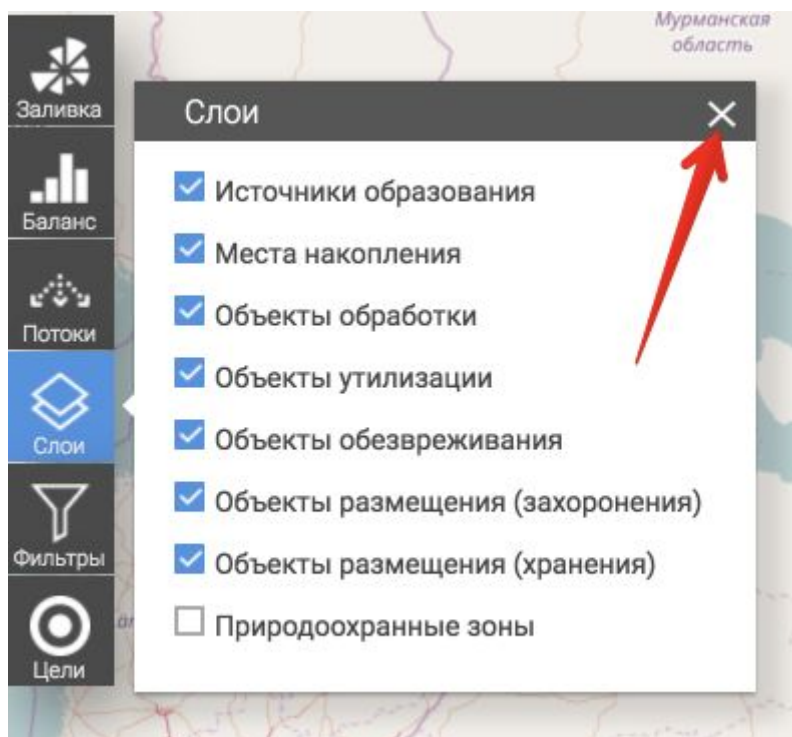 Мурманская
область
Заливка
Слои
Источники образования
Баланс
Места накопления
Объекты обработки
Потоки
Объекты утилизации
Слои
Объекты обезвреживания
Объекты размещения (захоронения)
Фильтры
Объекты размещения (хранения)
Природоохранные зоны
Цели